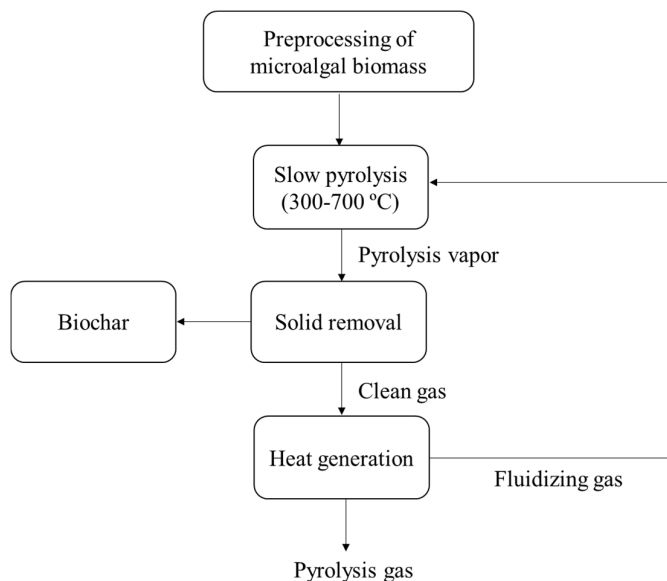 Preprocessing of
microalgal biomass
Slow pyrolysis
(300-700 ºC)
Pyrolysis vapor
Biochar
Solid removal
Clean gas
Heat generation
Fluidizing gas
Pyrolysis gas